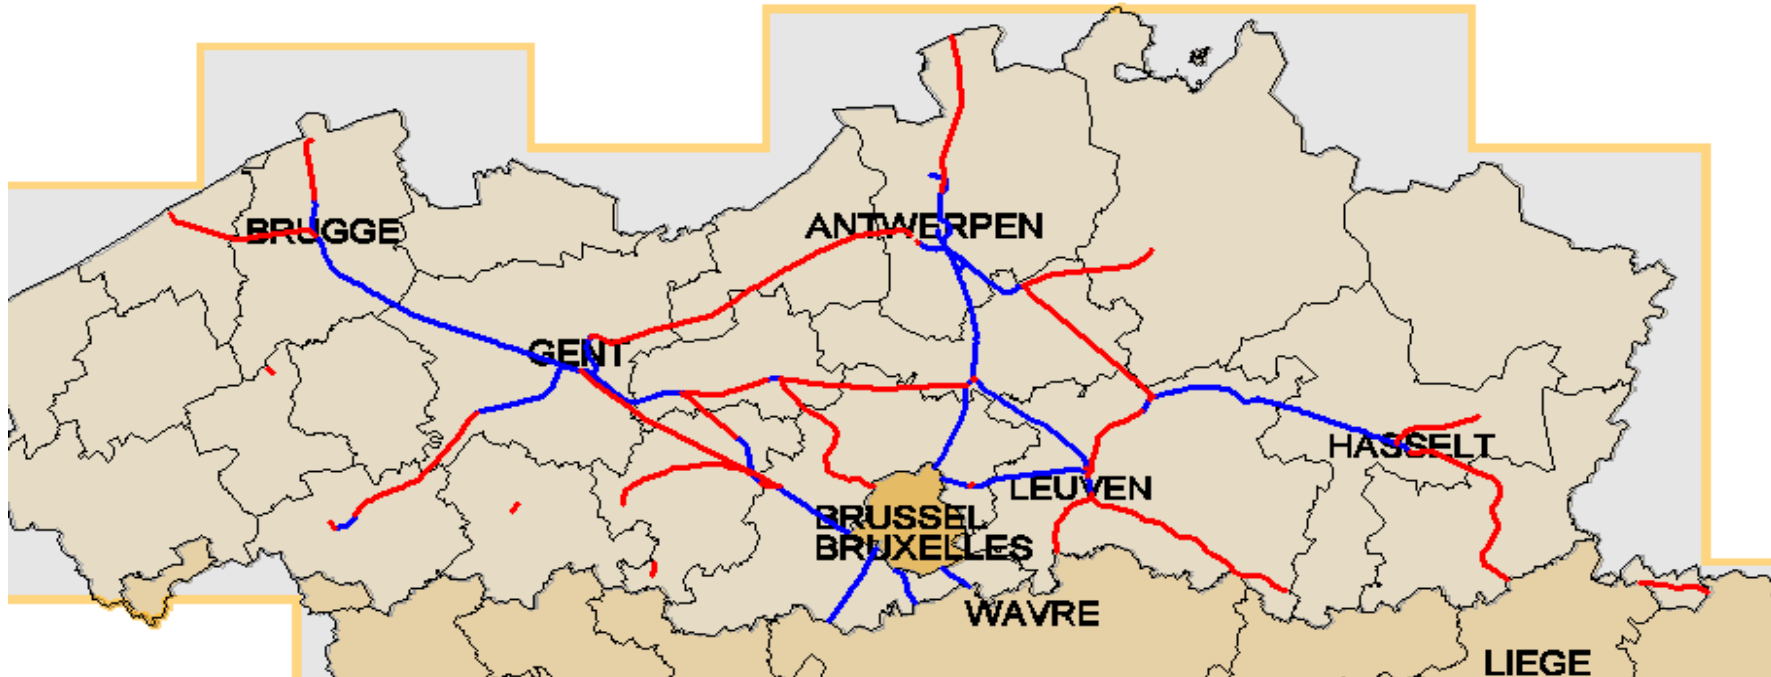 ANTWERPEN
BRUGGE
GENT
HASSELT
LEUVEN
BRUSSEL
BRUXELLES
WAVRE
LIEGE